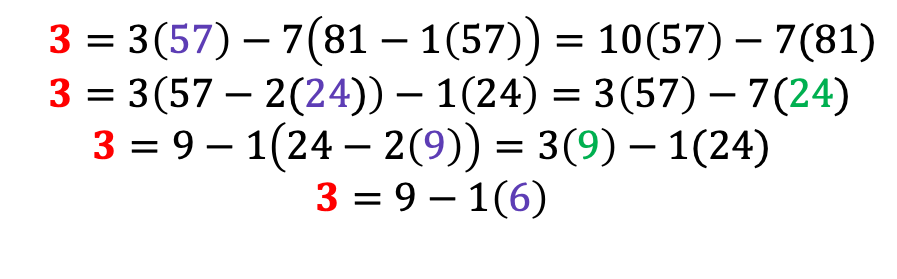 3 = 3(57) − 7(81 − 1(57)) = 10(57) − 7(81)
3 = 3(57 − 2(24)) − 1(24) = 3(57) − 7(24)
3 = 9 − 1(24 − 2(9)) = 3(9) − 1(24)
3 = 9 − 1(6)